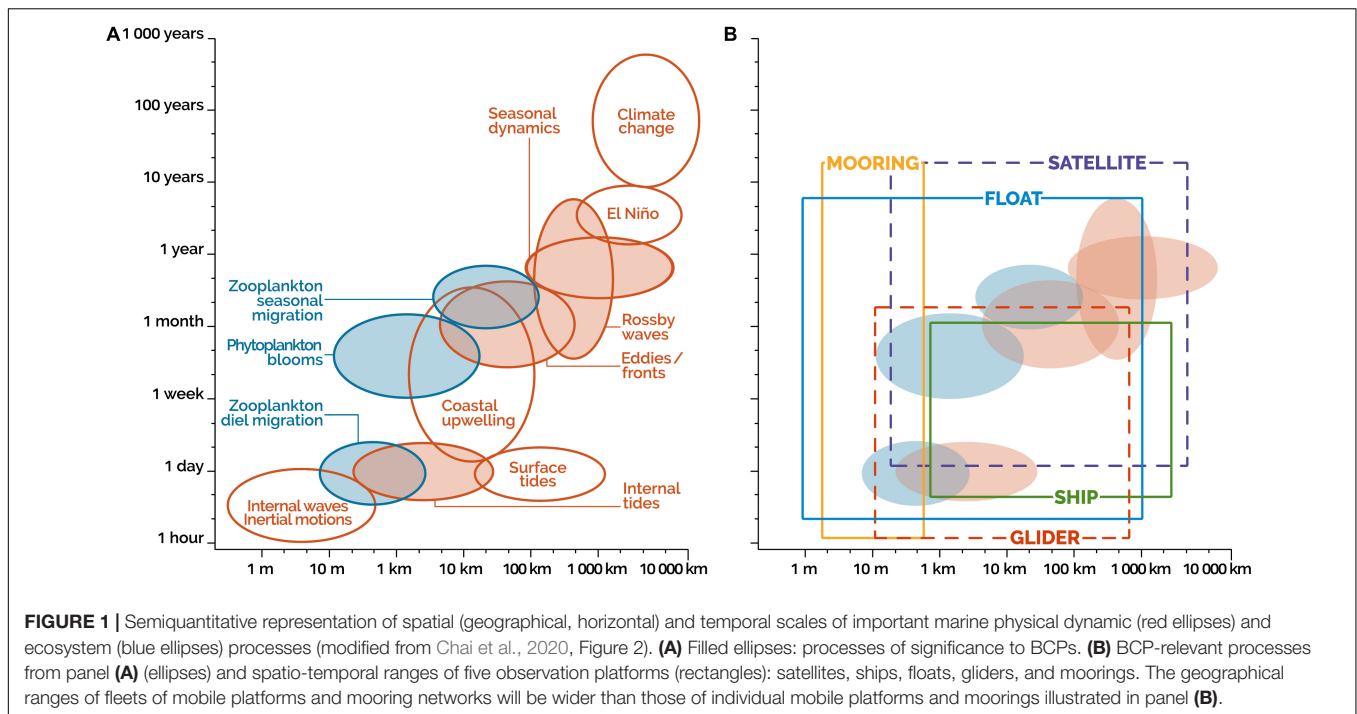 A
1 000 years
100 years
10 years
1 year
1 month
1 week
1 day
1 hour
1 m
10 m
1 km
10 km
100 km
1 000 km
10 000 km
Seasonal
dynamics
Climate
change
El Niño
Zooplankton
seasonal
migration
Phytoplankton
blooms
Rossby
waves
Eddies /
fronts
Zooplankton
diel migration
Coastal
upwelling
Surface
tides
Internal
tides
Internal waves
Inertial motions
B
MOORING
SATELLITE
FLOAT
SHIP
GLIDER
1 m
10 m
1 km
10 km
100 km
1 000 km
10 000 km
FIGURE 1 | Semiquantitative representation of spatial (geographical, horizontal) and temporal scales of important marine physical dynamic (red ellipses) and
ecosystem (blue ellipses) processes (modified from Chai et al., 2020, Figure 2). (A) Filled ellipses: processes of significance to BCPs. (B) BCP-relevant processes
from panel (A) (ellipses) and spatio-temporal ranges of five observation platforms (rectangles): satellites, ships, floats, gliders, and moorings. The geographical
ranges of fleets of mobile platforms and mooring networks will be wider than those of individual mobile platforms and moorings illustrated in panel (B).